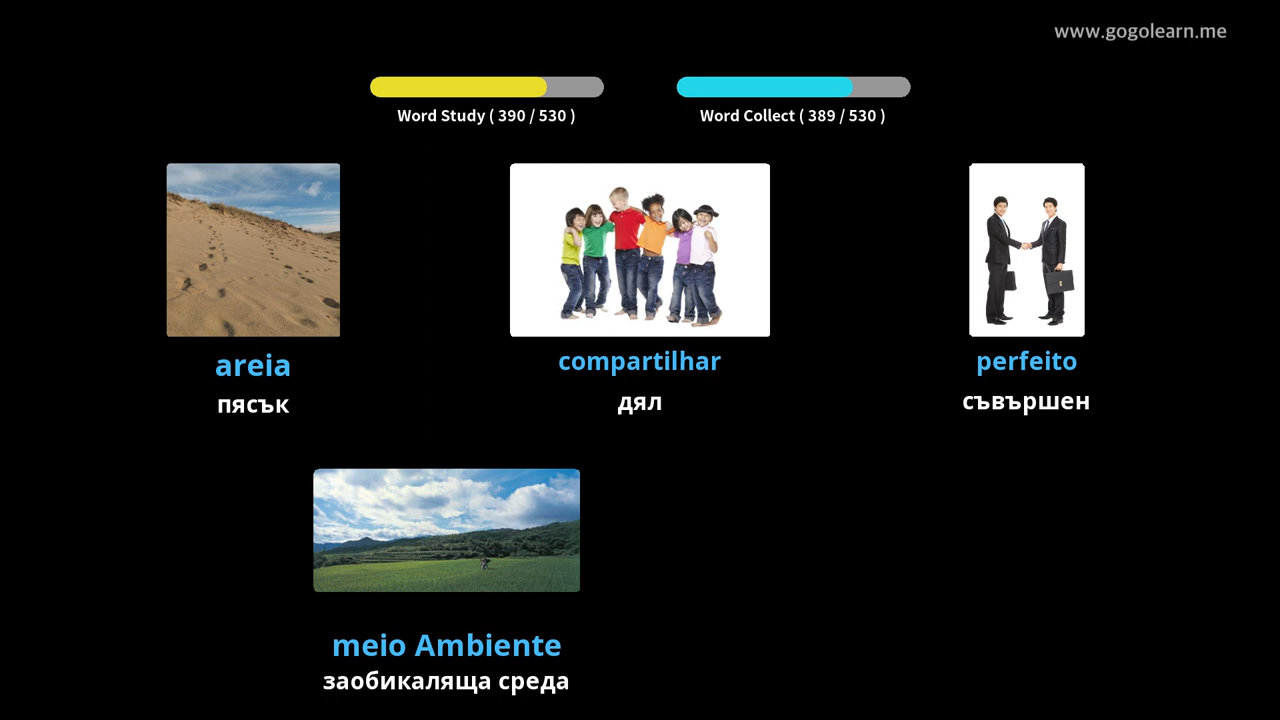 www.gogolearn.me
Word Study ( 390 / 530 )
Word Collect ( 389 / 530 )
areia
compartilhar
perfeito
пясък
дял
съвършен
meio Ambiente
заобикаляща среда